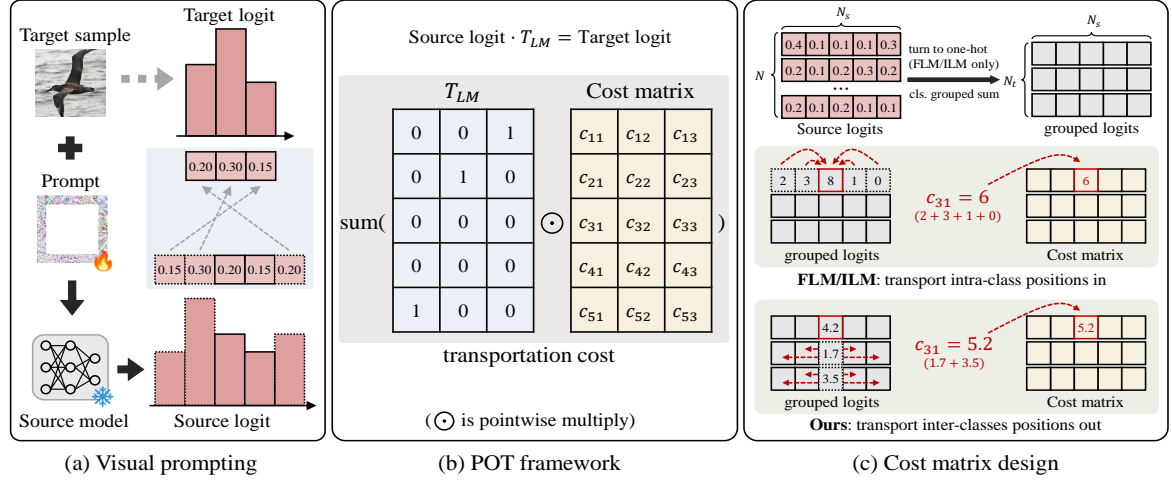 Target sample
Target logit
0.20 0.30 0.15
Prompt
0.15 0.30 0.20 0.15 0.20
Source model
Source logit
(a) Visual prompting
Source logit · T_LM = Target logit
T_LM
Cost matrix
sum(
0 0 1
0 1 0
0 0 0
0 0 0
1 0 0
⊙
c11 c12 c13
c21 c22 c23
c31 c32 c33
c41 c42 c43
c51 c52 c53
)
transportation cost
(⊙ is pointwise multiply)
(b) POT framework
N_s
N
0.4 0.1 0.1 0.1 0.3
0.2 0.1 0.2 0.3 0.2
...
0.2 0.2 0.1 0.1
Source logits
turn to one-hot
(FLM/ILM only)
cls. grouped sum
N_s
N_t
grouped logits
2 3 8 1 0
grouped logits
c31 = 6
(2 + 3 + 1 + 0)
6
Cost matrix
FLM/ILM: transport intra-class positions in
4.2
1.7
3.5
grouped logits
c31 = 5.2
(1.7 + 3.5)
5.2
Cost matrix
Ours: transport inter-classes positions out
(c) Cost matrix design